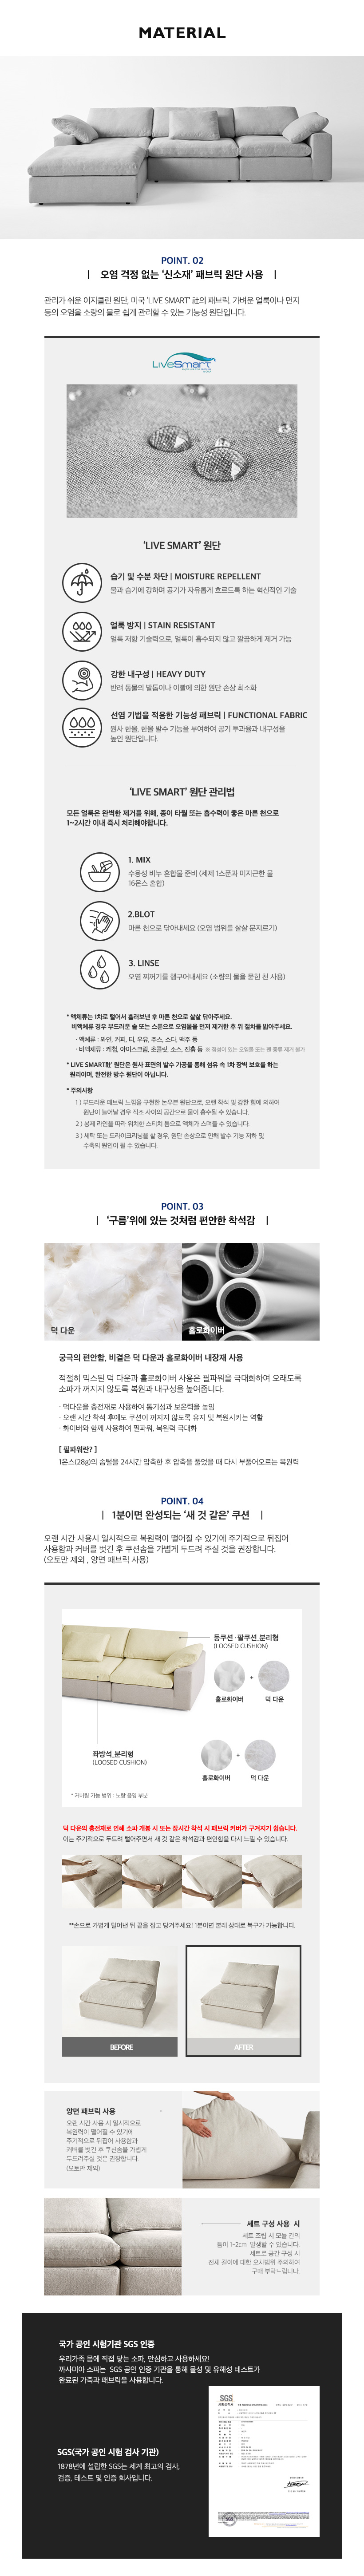 MATERIAL
POINT. 02
오염 걱정 없는 ‘신소재’ 패브릭 원단 사용
관리가 쉬운 이지클린 원단, 미국 ‘LIVE SMART’ 社의 패브릭. 가벼운 얼룩이나 먼지
등의 오염을 소량의 물로 쉽게 관리할 수 있는 기능성 원단입니다.
LiveSmart
‘LIVE SMART’ 원단
습기 및 수분 차단 | MOISTURE REPELLENT
물과 습기에 강하며 공기가 자유롭게 흐르드록 하는 혁신적인 기술
얼룩 방지 | STAIN RESISTANT
얼룩 저항 기술력으로, 얼룩이 흡수되지 않고 깔끔하게 제거 가능
강한 내구성 | HEAVY DUTY
반려 동물의 발톱이나 이빨에 의한 원단 손상 최소화
선염 기법을 적용한 기능성 패브릭 | FUNCTIONAL FABRIC
원사 한올, 한올 발수 기능을 부여하여 공기 투과율과 내구성을
높인 원단입니다.
‘LIVE SMART’ 원단 관리법
모든 얼룩은 완벽한 제거를 위해, 종이 타월 또는 흡수력이 좋은 마른 천으로
1~2시간 이내 즉시 처리해야합니다.
1. MIX
수용성 비누 혼합물 준비 (세제 1스푼과 미지근한 물
16온스 혼합)
2.BLOT
마른 천으로 닦아내세요 (오염 범위를 살살 문지르기)
3. LINSE
오염 찌꺼기를 헹구어내세요 (소량의 물을 묻힌 천 사용)
* 액체류는 1차로 털어서 흘러보낸 후 마른 천으로 살살 닦아주세요.
비액체류 경우 부드러운 솔 또는 스푼으로 오염물을 먼저 제거한 후 위 절차를 밟아주세요.
· 액체류 : 와인, 커피, 티, 우유, 주스, 소다, 맥주 등
· 비액체류 : 케첩, 아이스크림, 초콜릿, 소스, 진흙 등
* LIVE SMART社' 원단은 원사 표면의 발수 가공을 통해 섬유 속 1차 장벽 보호를 하는
원리이며, 완전한 방수 원단이 아닙니다.
* 주의사항
1 ) 부드러운 패브릭 느낌을 구현한 논우븐 원단으로, 오랜 착석 및 강한 힘에 의하여
원단이 늘어날 경우 직조 사이의 공간으로 물이 흡수될 수 있습니다.
2 ) 봉제 라인을 따라 위치한 스티치 틈으로 액체가 스며들 수 있습니다.
3 ) 세탁 또는 드라이크리닝을 할 경우, 원단 손상으로 인해 발수 기능 저하 및
수축의 원인이 될 수 있습니다.
POINT. 03
‘구름’위에 있는 것처럼 편안한 착석감
덕 다운
홀로화이버
궁극의 편안함, 비결은 덕 다운과 홀로화이버 내장재 사용
적절히 믹스된 덕 다운과 홀로화이버 사용은 필파워를 극대화하여 오래도록
소파가 꺼지지 않도록 복원과 내구성을 높여줍니다.
· 덕다운을 충전재로 사용하여 통기성과 보온력을 높임
· 오랜 시간 착석 후에도 쿠션이 꺼지지 않도록 유지 및 복원시키는 역할
· 화이버와 함께 사용하여 필파워, 복원력 극대화
[ 필파워란? ]
1온스(28g)의 솜털을 24시간 압축한 후 압축을 풀었을 때 다시 부풀어오르는 복원력
POINT. 04
1분이면 완성되는 ‘새 것 같은’ 쿠션
오랜 시간 사용시 일시적으로 복원력이 떨어질 수 있기에 주기적으로 뒤집어
사용함과 커버를 벗긴 후 쿠션솜을 가볍게 두드려 주실 것을 권장합니다.
(오토만 제외 , 양면 패브릭 사용)
등쿠션 · 팔쿠션_분리형
(LOOSED CUSHION)
+
홀로화이버
덕 다운
좌방석_분리형
(LOOSED CUSHION)
+
홀로화이버
덕 다운
* 커버링 가능 범위 : 노랑 음영 부분
덕 다운의 충전재로 인해 소파 개봉 시 또는 장시간 착석 시 패브릭 커버가 구겨지기 쉽습니다.
이는 주기적으로 두드려 털어주면서 새 것 같은 착석감과 편안함을 다시 느낄 수 있습니다.
**손으로 가볍게 밀어넌 뒤 끝을 잡고 당겨주세요! 1분이면 본래 상태로 복구가 가능합니다.
BEFORE
AFTER
양면 패브릭 사용
오랜 시간 사용 시 일시적으로
복원력이 떨어질 수 있기에
주기적으로 뒤집어 사용함과
커버를 벗긴 후 쿠션솜을 가볍게
두드려주실 것은 권장합니다.
(오토만 제외)
세트 구성 사용 시
세트 조립 시 모듈 간의
틈이 1-2cm 발생할 수 있습니다.
세트로 공간 구성 시
전체 길이에 대한 오차범위 주의하여
구매 부탁드립니다.
국가 공인 시험기관 SGS 인증
우리가족 몸에 직접 닿는 소파, 안심하고 사용하세요!
까사미아 소파는 SGS 공인 인증 기관을 통해 물성 및 유해성 테스트가
완료된 가죽과 패브릭을 사용합니다.
SGS(국가 공인 시험 검사 기관)
1878년에 설립한 SGS는 세계 최고의 검사,
검증, 테스트 및 인증 회사입니다.
SGS
SGS